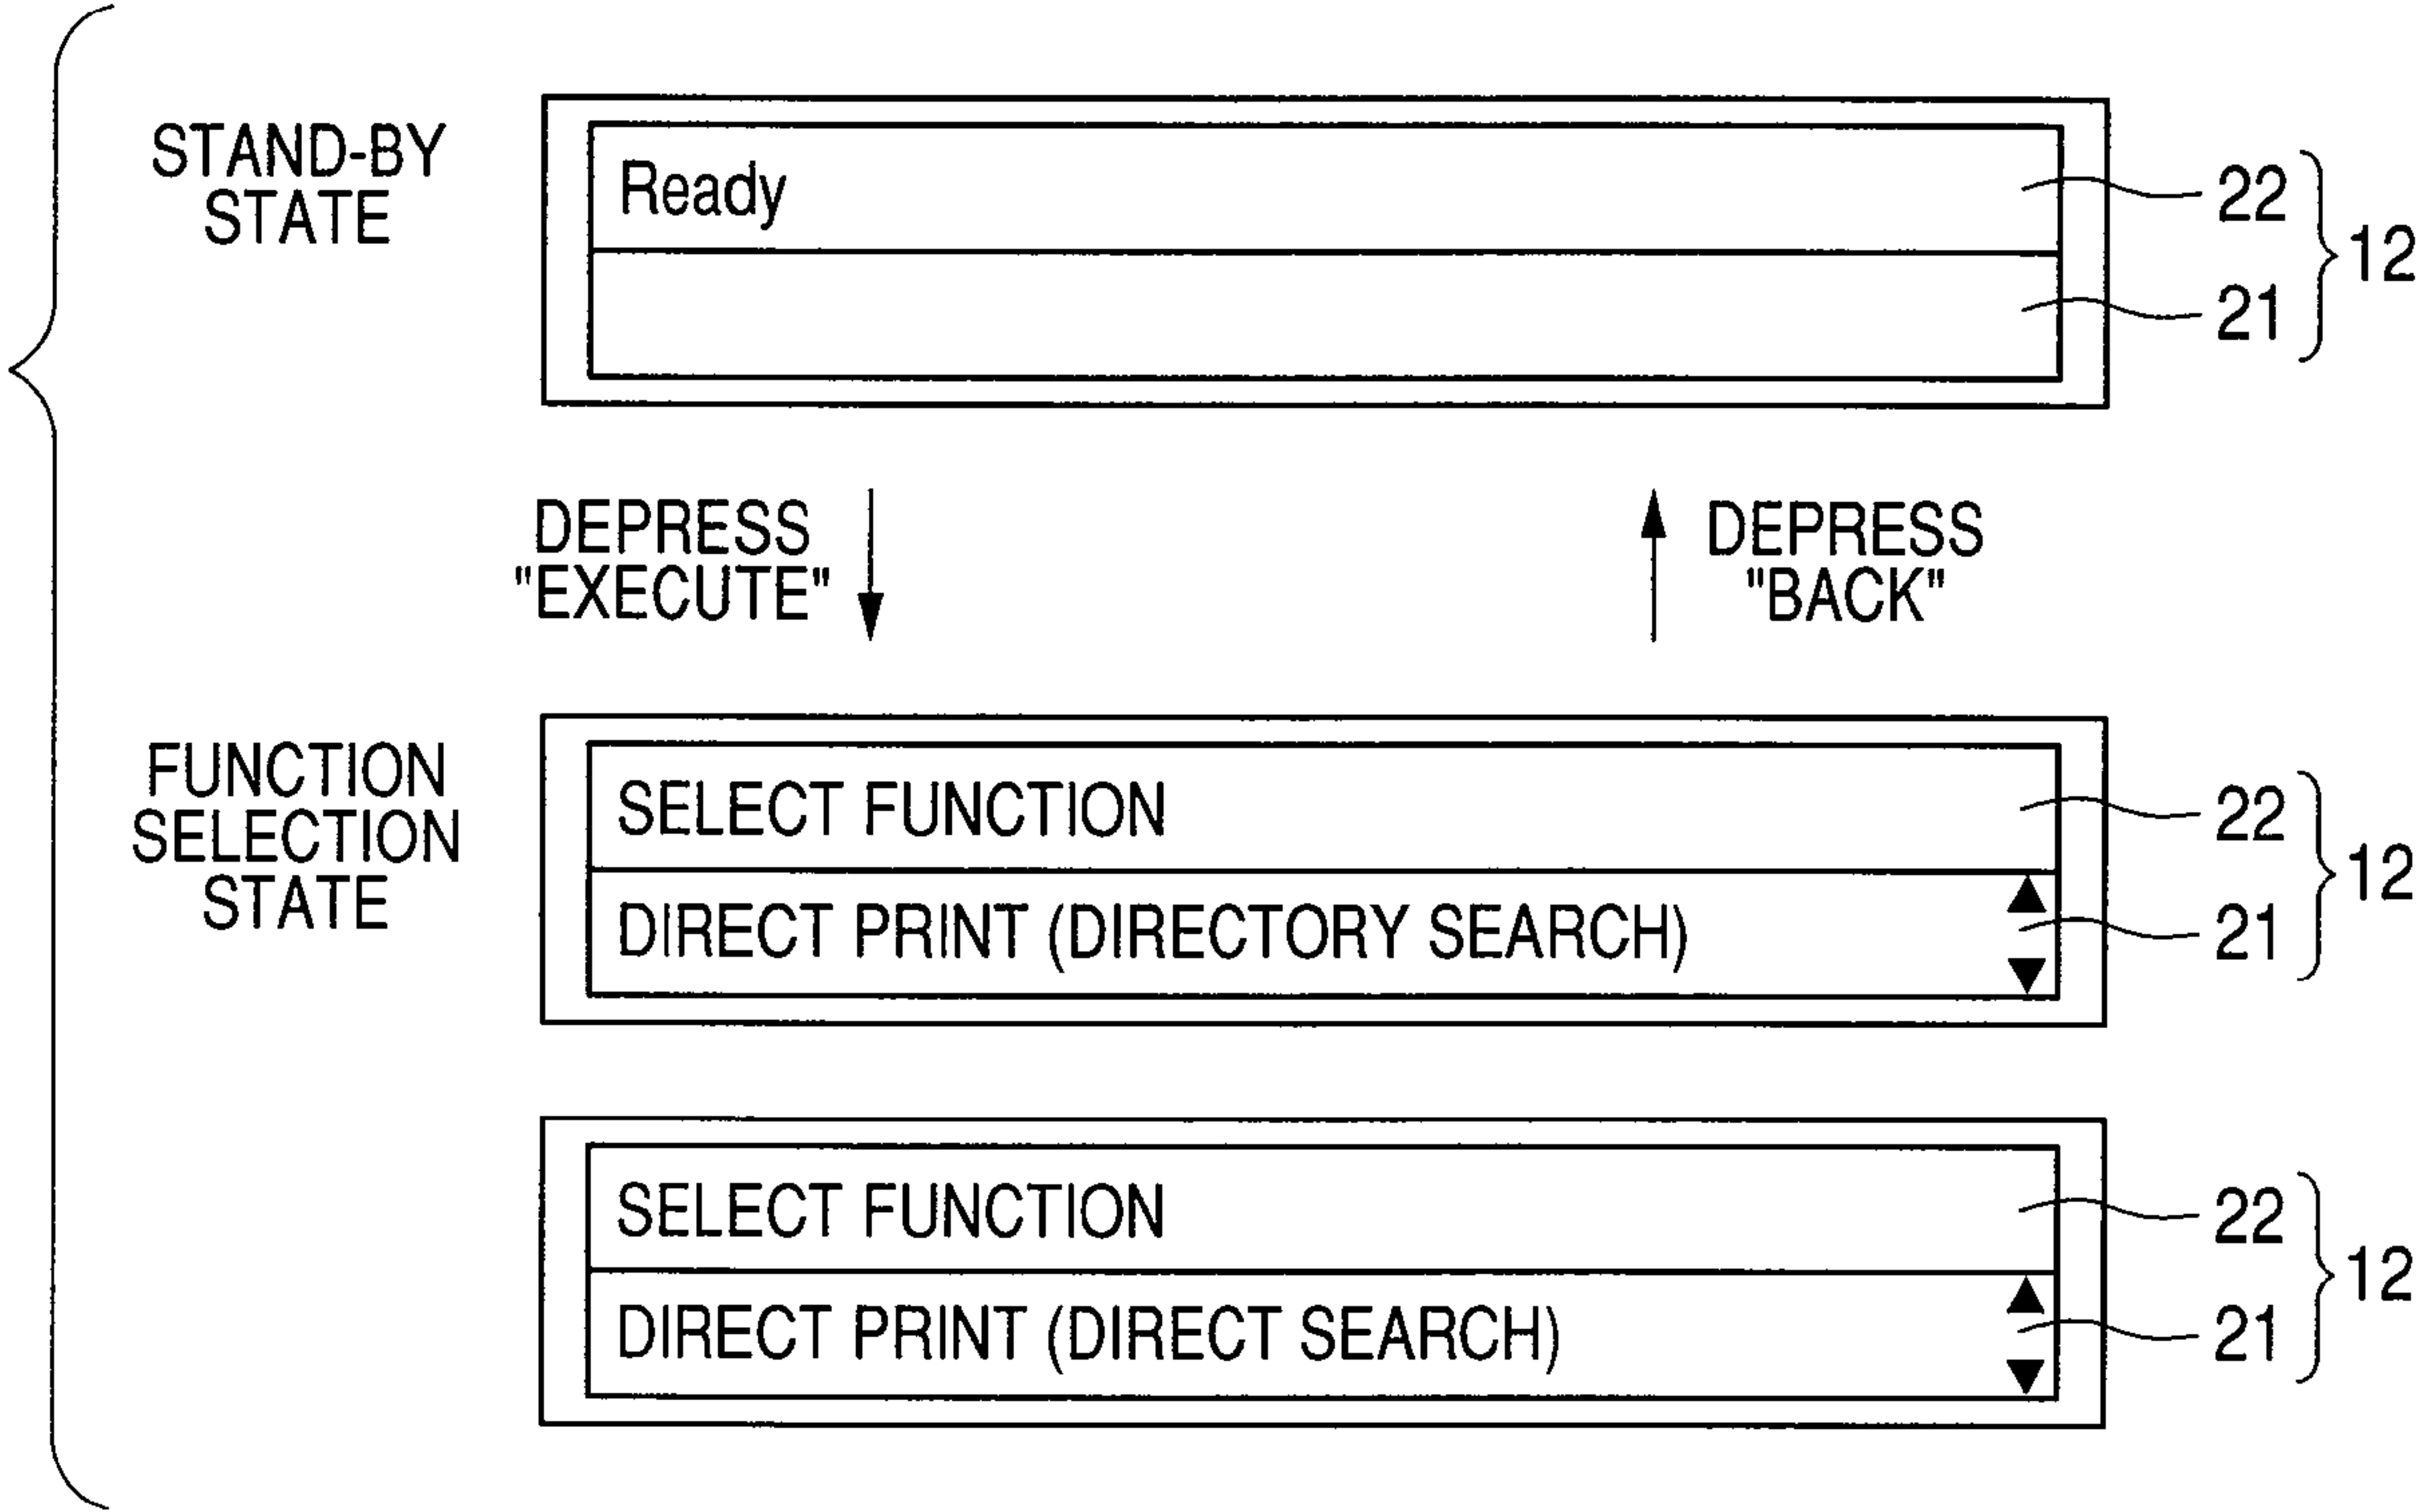 STAND-BY
STATE
Ready
22
21
12
DEPRESS
"EXECUTE"
DEPRESS
"BACK"
FUNCTION
SELECTION
STATE
SELECT FUNCTION
DIRECT PRINT (DIRECTORY SEARCH)
22
21
12
SELECT FUNCTION
DIRECT PRINT (DIRECT SEARCH)
22
21
12